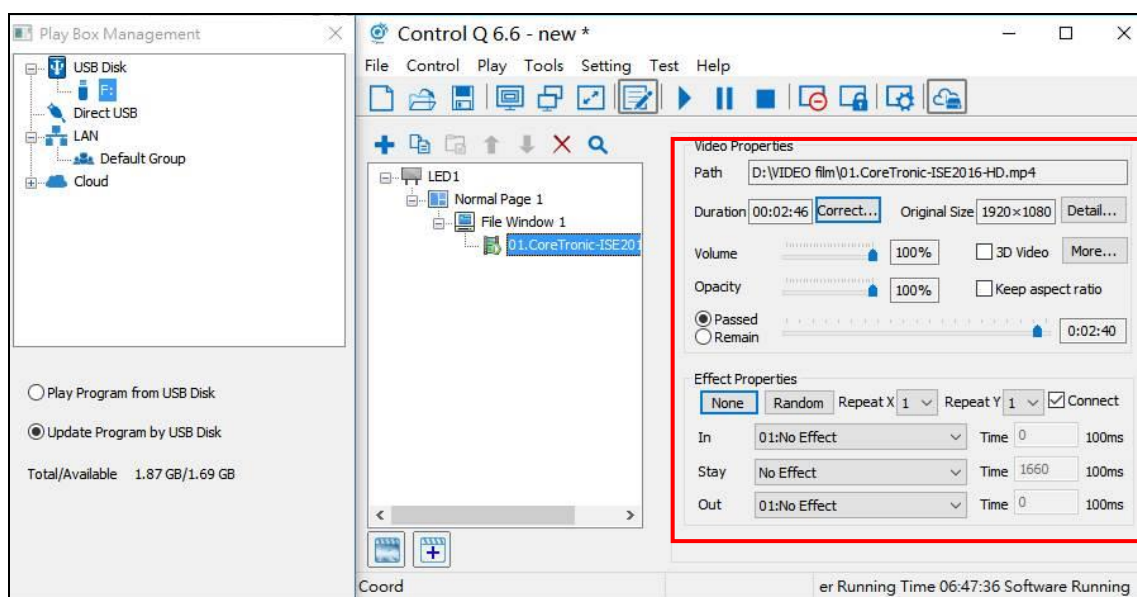 Play Box Management
USB Disk
F:
Direct USB
LAN
Default Group
Cloud
Play Program from USB Disk
Update Program by USB Disk
Total/Available 1.87 GB/1.69 GB
Control Q 6.6 - new *
File Control Play Tools Setting Test Help
LED1
Normal Page 1
File Window 1
01.CoreTronic-ISE201
Video Properties
Path D:\VIDEO film\01.CoreTronic-ISE2016-HD.mp4
Duration 00:02:46 Correct... Original Size 1920×1080 Detail...
Volume 100% 3D Video More...
Opacity 100% Keep aspect ratio
Passed
Remain 0:02:40
Effect Properties
None Random Repeat X 1 Repeat Y 1 Connect
In 01:No Effect Time 0 100ms
Stay No Effect Time 1660 100ms
Out 01:No Effect Time 0 100ms
Coord er Running Time 06:47:36 Software Running